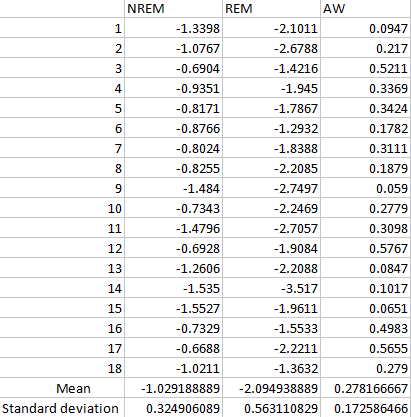 NREM REM AW
1 -1.3398 -2.1011 0.0947
2 -1.0767 -2.6788 0.217
3 -0.6904 -1.4216 0.5211
4 -0.9351 -1.945 0.3369
5 -0.8171 -1.7867 0.3424
6 -0.8766 -1.2932 0.1782
7 -0.8024 -1.8388 0.3111
8 -0.8255 -2.2085 0.1879
9 -1.484 -2.7497 0.059
10 -0.7343 -2.2469 0.2779
11 -1.4796 -2.7057 0.3098
12 -0.6928 -1.9084 0.5767
13 -1.2606 -2.2088 0.0847
14 -1.535 -3.517 0.1017
15 -1.5527 -1.9611 0.0651
16 -0.7329 -1.5533 0.4983
17 -0.6688 -2.2211 0.5655
18 -1.0211 -1.3632 0.279
Mean -1.029188889 -2.094938889 0.278166667
Standard deviation 0.324906089 0.563110829 0.172586466